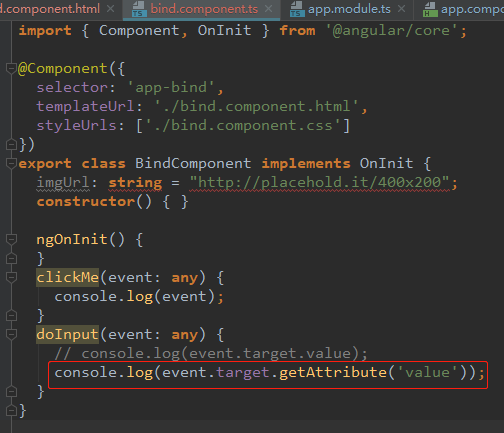 d.component.html × bind.component.ts × app.module.ts × app.compo
import { Component, OnInit } from '@angular/core';
@Component({
selector: 'app-bind',
templateUrl: './bind.component.html',
styleUrls: ['./bind.component.css']
})
export class BindComponent implements OnInit {
imgUrl: string = "http://placehold.it/400x200";
constructor() { }
ngOnInit() {
}
clickMe(event: any) {
console.log(event);
}
doInput(event: any) {
// console.log(event.target.value);
console.log(event.target.getAttribute('value'));
}
}